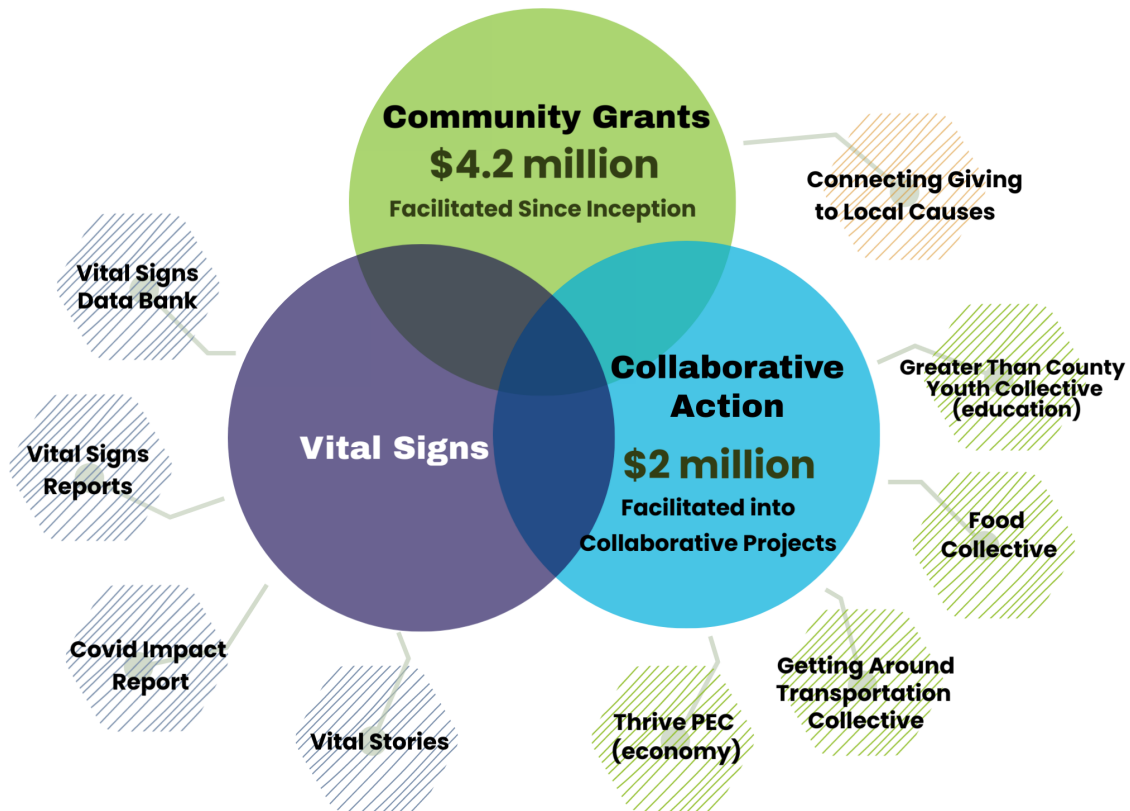 Community Grants
$4.2 million
Facilitated Since Inception
Connecting Giving
to Local Causes
Vital Signs
Data Bank
Vital Signs
Reports
Covid Impact
Report
Vital Stories
Vital Signs
Collaborative
Action
$2 million
Facilitated into
Collaborative Projects
Greater Than County
Youth Collective
(education)
Food
Collective
Getting Around
Transportation
Collective
Thrive PEC
(economy)